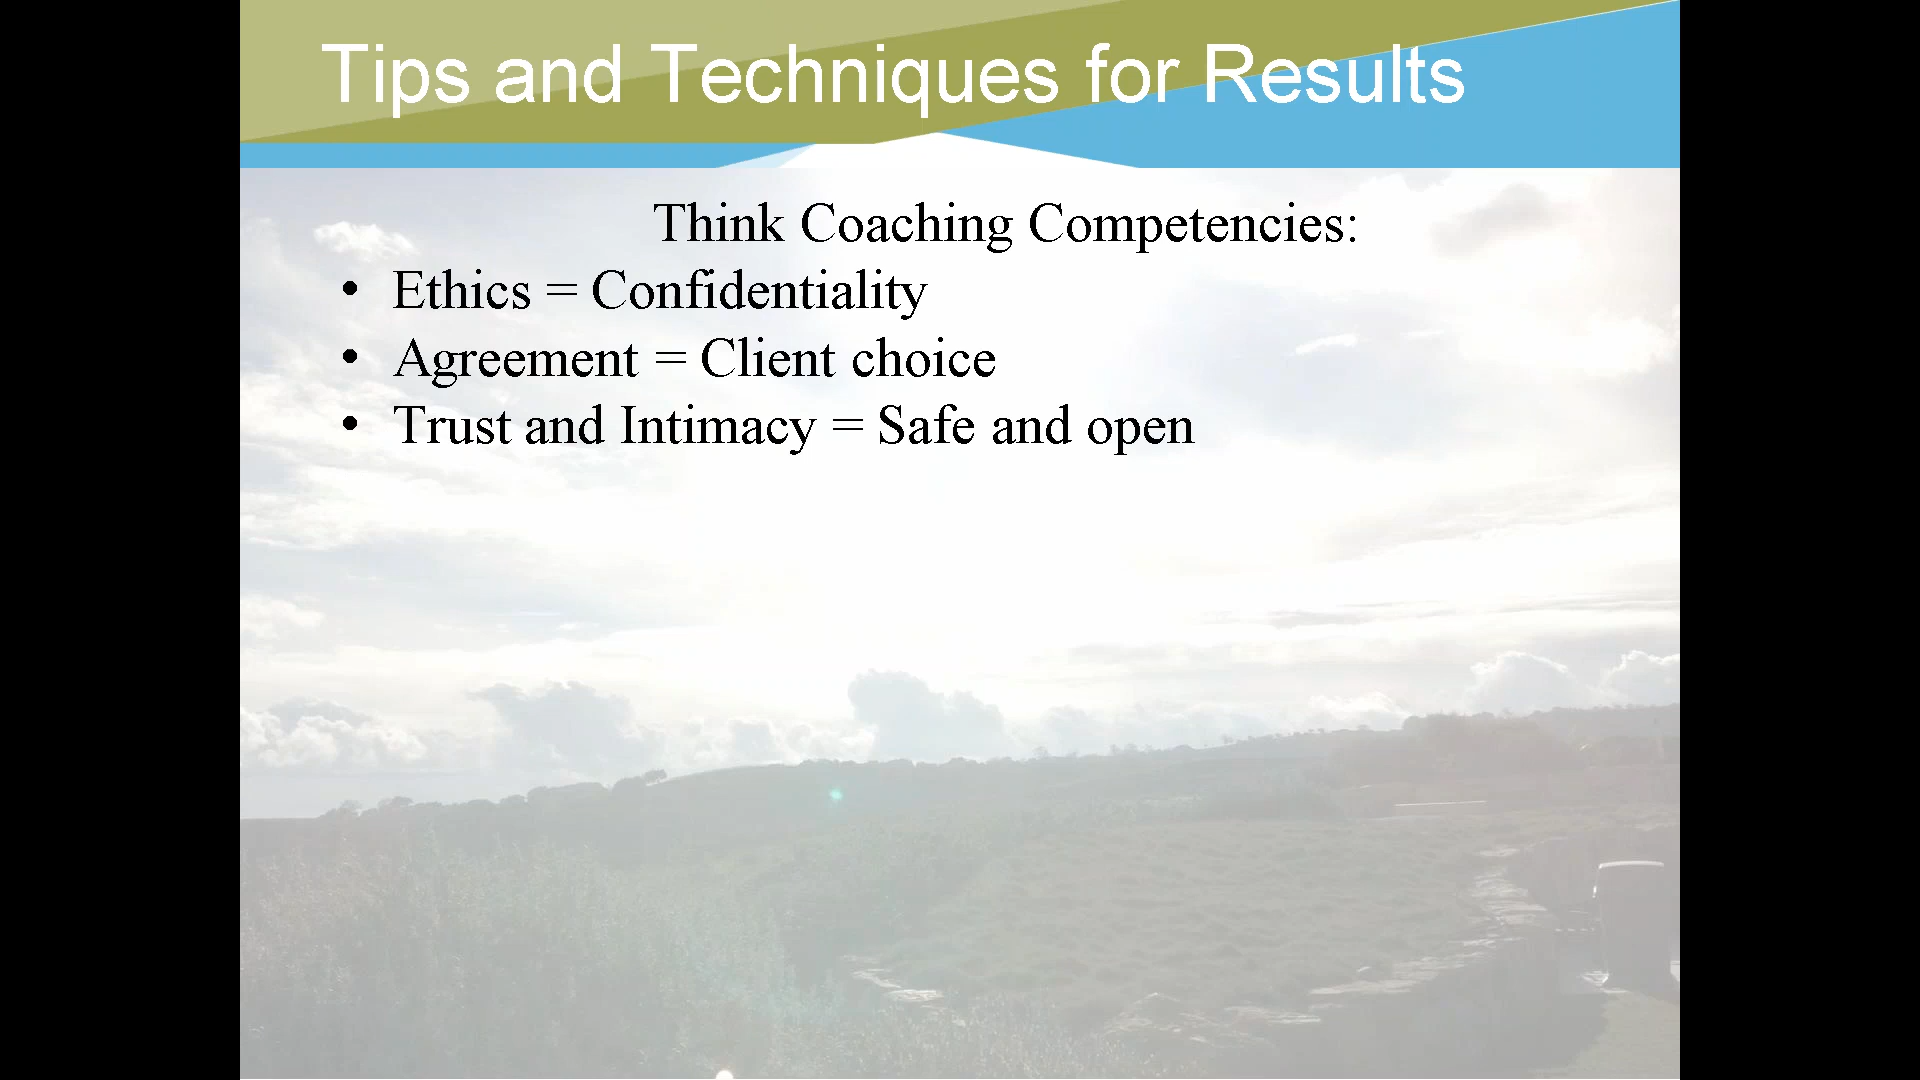 Tips and Techniques for Results
Think Coaching Competencies:
• Ethics = Confidentiality
• Agreement = Client choice
• Trust and Intimacy = Safe and open